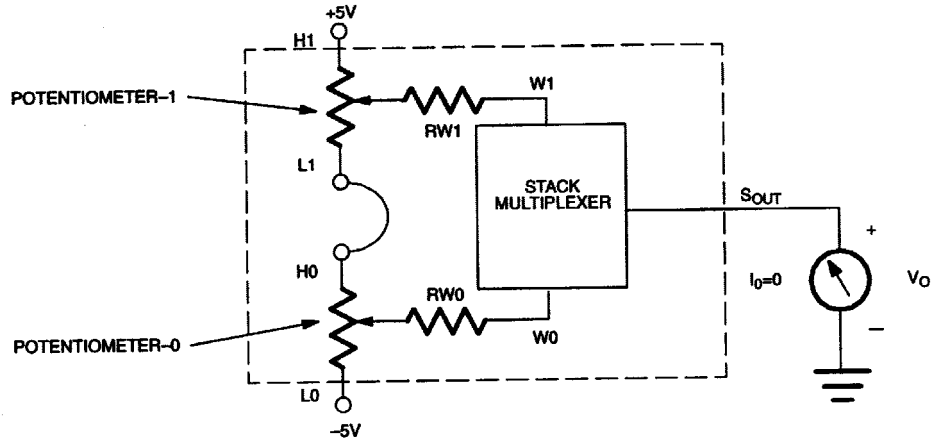 +5V
H1
POTENTIOMETER–1
W1
RW1
L1
STACK
MULTIPLEXER
SOUT
+
H0
I0=0
VO
RW0
–
W0
POTENTIOMETER–0
L0
–5V